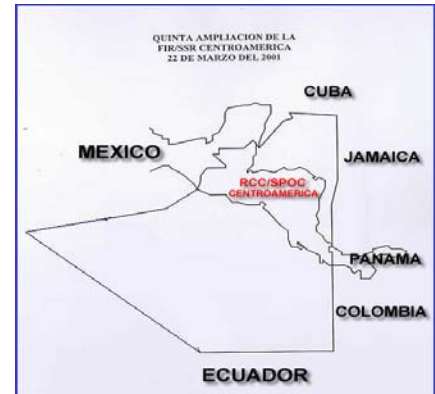 QUINTA AMPLIACION DE LA
FIR/SSR CENTROAMERICA
22 DE MARZO DEL 2001
CUBA
MEXICO
JAMAICA
RCC/SPOC
CENTROAMERICA
PANAMA
COLOMBIA
ECUADOR